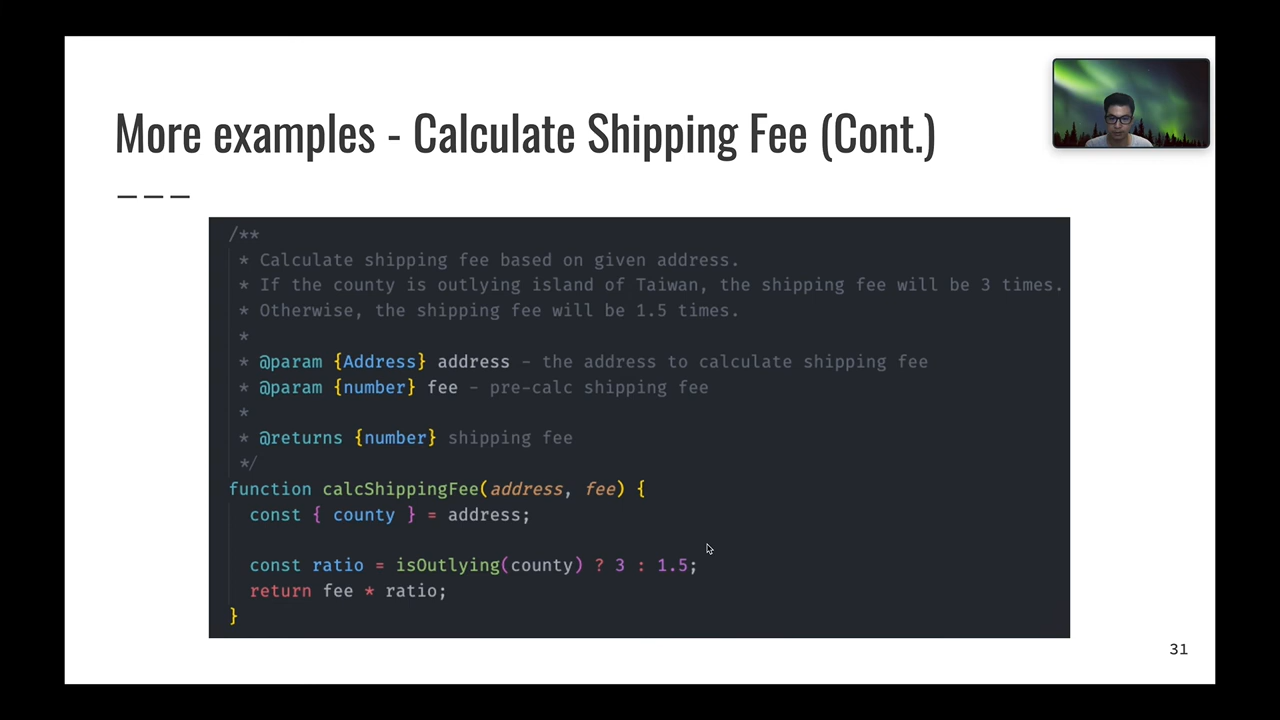 More examples - Calculate Shipping Fee (Cont.)
/**
* Calculate shipping fee based on given address.
* If the county is outlying island of Taiwan, the shipping fee will be 3 times.
* Otherwise, the shipping fee will be 1.5 times.
*
* @param {Address} address - the address to calculate shipping fee
* @param {number} fee - pre-calc shipping fee
*
* @returns {number} shipping fee
*/
function calcShippingFee(address, fee) {
const { county } = address;
const ratio = isOutlying(county) ? 3 : 1.5;
return fee * ratio;
}
31